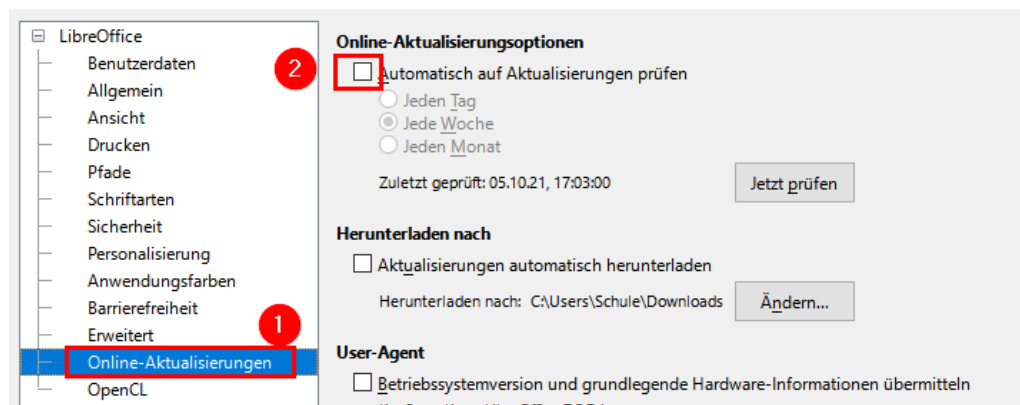 LibreOffice
Benutzerdaten
Allgemein
Ansicht
Drucken
Pfade
Schriftarten
Sicherheit
Personalisierung
Anwendungsfarben
Barrierefreiheit
Erweitert
1
Online-Aktualisierungen
OpenCL
Online-Aktualisierungsoptionen
2
Automatisch auf Aktualisierungen prüfen
Jeden Tag
Jede Woche
Jeden Monat
Zuletzt geprüft: 05.10.21, 17:03:00 Jetzt prüfen
Herunterladen nach
Aktualisierungen automatisch herunterladen
Herunterladen nach: C:\Users\Schule\Downloads Ändern...
User-Agent
Betriebssystemversion und grundlegende Hardware-Informationen übermitteln